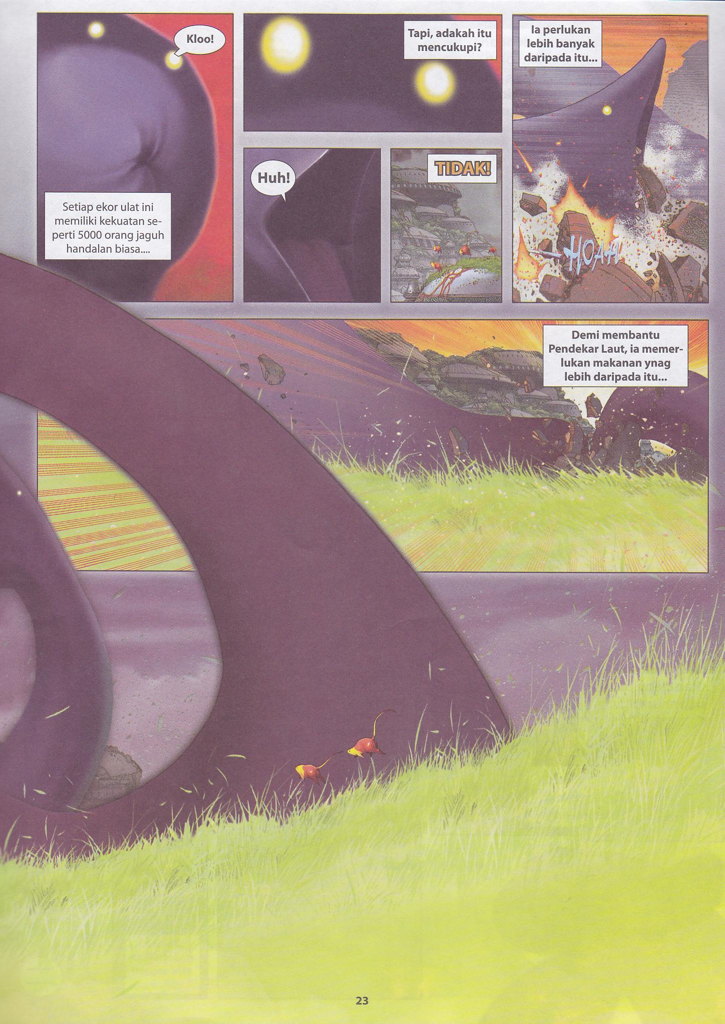 Kloo!
Setiap ekor ulat ini
memiliki kekuatan se-
perti 5000 orang jaguh
handalan biasa....
Tapi, adakah itu
mencukupi?
Ia perlukan
lebih banyak
daripada itu...
Huh!
TIDAK!
HOAA
Demi membantu
Pendekar Laut, ia memer-
lukan makanan ynag
lebih daripada itu...
23